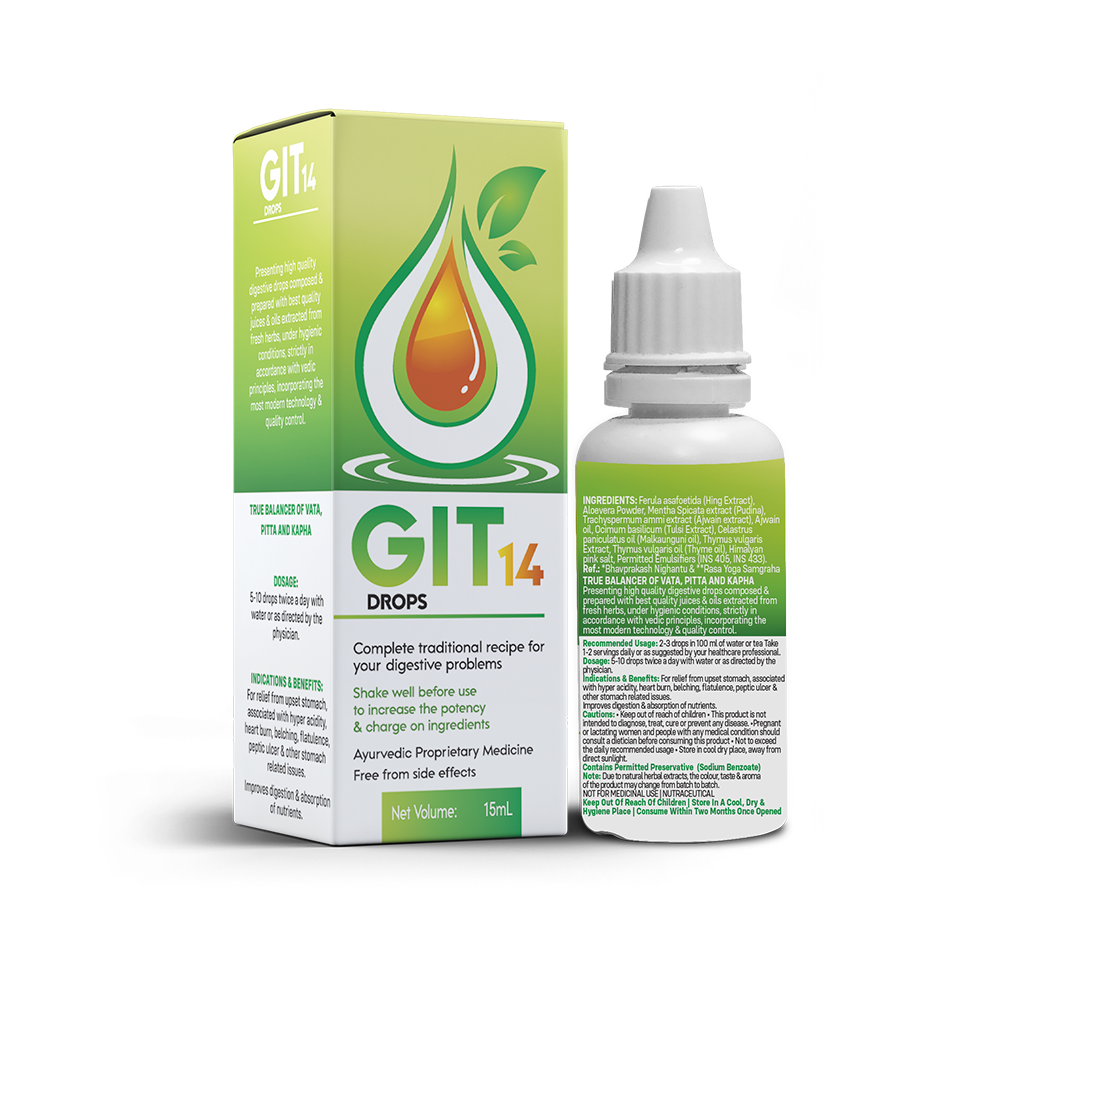 GIT14
DROPS
Presenting high quality
digestive drops composed &
prepared with best quality
juices & oils extracted from
fresh herbs, under hygienic
conditions, strictly in
accordance with vedic
principles, incorporating the
most modern technology &
quality control.
TRUE BALANCER OF VATA,
PITTA AND KAPHA
DOSAGE:
5-10 drops twice a day with
water or as directed by the
physician.
INDICATIONS & BENEFITS:
For relief from upset stomach,
associated with hyper acidity,
heart burn, belching, flatulence,
peptic ulcer & other stomach
related issues.
Improves digestion & absorption
of nutrients.
GIT14
DROPS
Complete traditional recipe for
your digestive problems
Shake well before use
to increase the potency
& charge on ingredients
Ayurvedic Proprietary Medicine
Free from side effects
Net Volume: 15mL
INGREDIENTS: Ferula asafoetida (Hing Extract),
Aloevera Powder, Mentha Spicata extract (Pudina),
Trachyspermum ammi extract (Ajwain extract), Ajwain
oil, Ocimum basilicum (Tulsi Extract), Celastrus
paniculatus oil (Malkaunguni oil), Thymus vulgaris
Extract, Thymus vulgaris oil (Thyme oil), Himalyan
pink salt, Permitted Emulsifiers (INS 405, INS 433).
Ref.: *Bhavprakash Nighantu & **Rasa Yoga Samgraha
TRUE BALANCER OF VATA, PITTA AND KAPHA
Presenting high quality digestive drops composed &
prepared with best quality juices & oils extracted from
fresh herbs, under hygienic conditions, strictly in
accordance with vedic principles, incorporating the
most modern technology & quality control.
Recommended Usage: 2-3 drops in 100 ml of water or tea Take
1-2 servings daily or as suggested by your healthcare professional.
Dosage: 5-10 drops twice a day with water or as directed by the
physician.
Indications & Benefits: For relief from upset stomach, associated
with hyper acidity, heart burn, belching, flatulence, peptic ulcer &
other stomach related issues.
Improves digestion & absorption of nutrients.
Cautions: • Keep out of reach of children • This product is not
intended to diagnose, treat, cure or prevent any disease. •Pregnant
or lactating women and people with any medical condition should
consult a dietician before consuming this product • Not to exceed
the daily recommended usage • Store in cool dry place, away from
direct sunlight.
Contains Permitted Preservative (Sodium Benzoate)
Note: Due to natural herbal extracts, the colour, taste & aroma
of the product may change from batch to batch.
NOT FOR MEDICINAL USE | NUTRACEUTICAL
Keep Out Of Reach Of Children | Store In A Cool, Dry &
Hygiene Place | Consume Within Two Months Once Opened